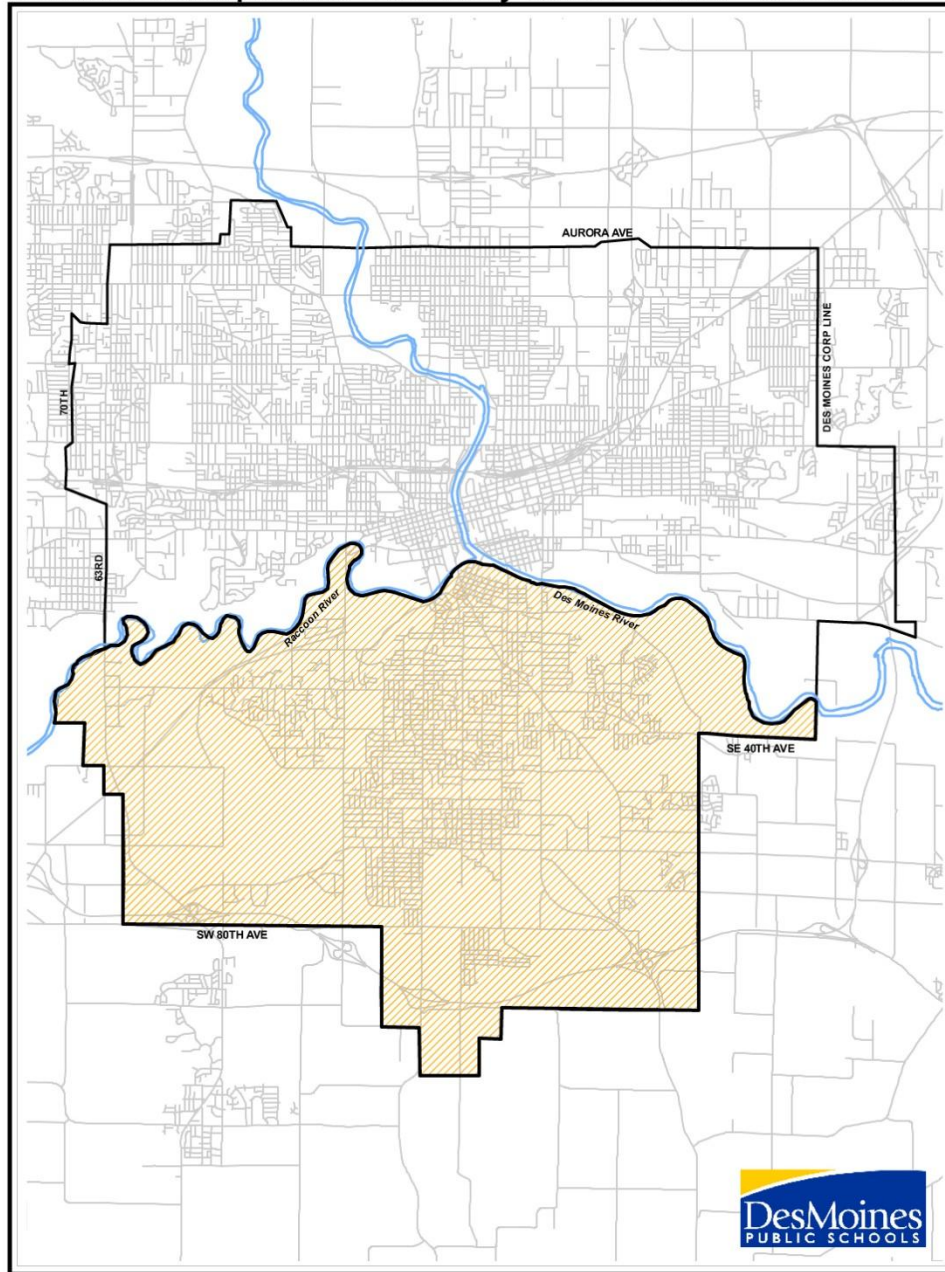 AURORA AVE
DES MOINES CORP LINE
70TH
63RD
Raccoon River
Des Moines River
SE 40TH AVE
SW 80TH AVE
DesMoines
PUBLIC SCHOOLS